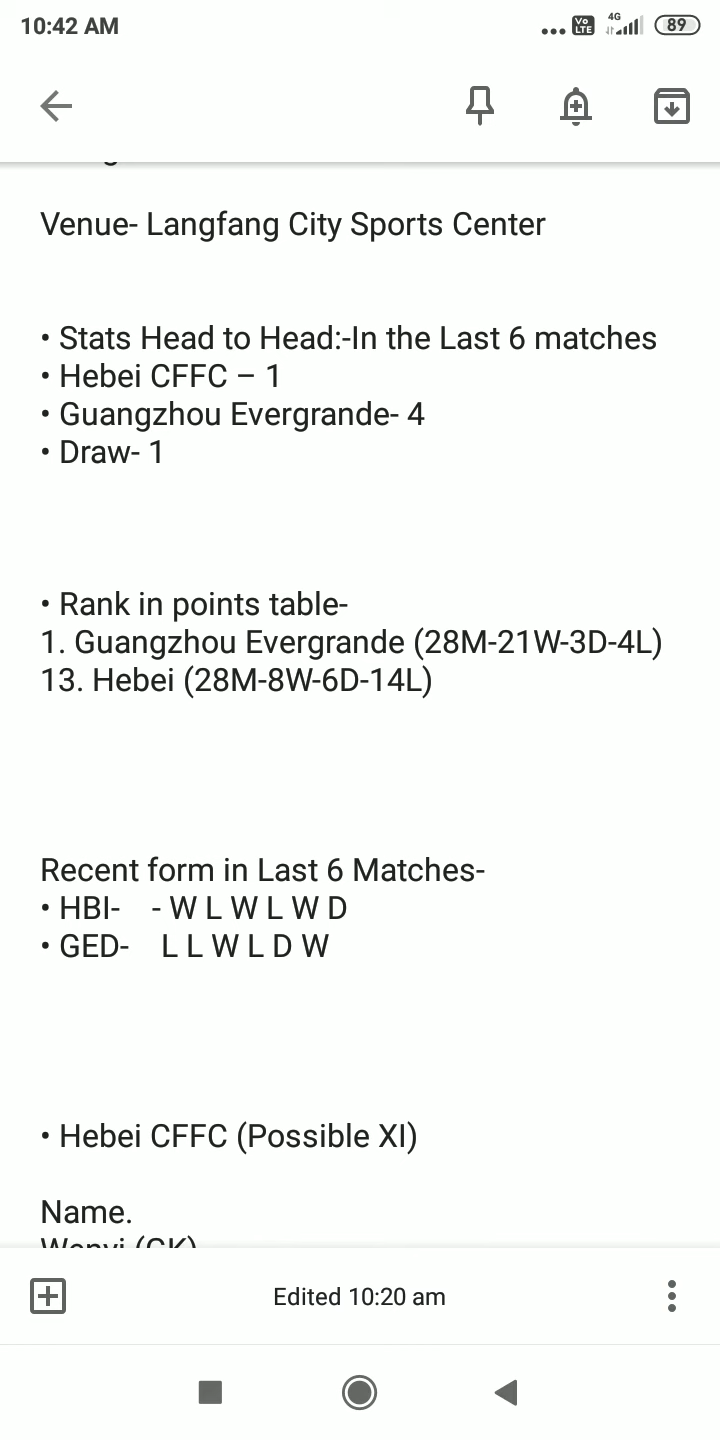 10:42 AM
Vo LTE 4G 89
Venue- Langfang City Sports Center
• Stats Head to Head:-In the Last 6 matches
• Hebei CFFC – 1
• Guangzhou Evergrande- 4
• Draw- 1
• Rank in points table-
1. Guangzhou Evergrande (28M-21W-3D-4L)
13. Hebei (28M-8W-6D-14L)
Recent form in Last 6 Matches-
• HBI- - W L W L W D
• GED- L L W L D W
• Hebei CFFC (Possible XI)
Name.
Edited 10:20 am